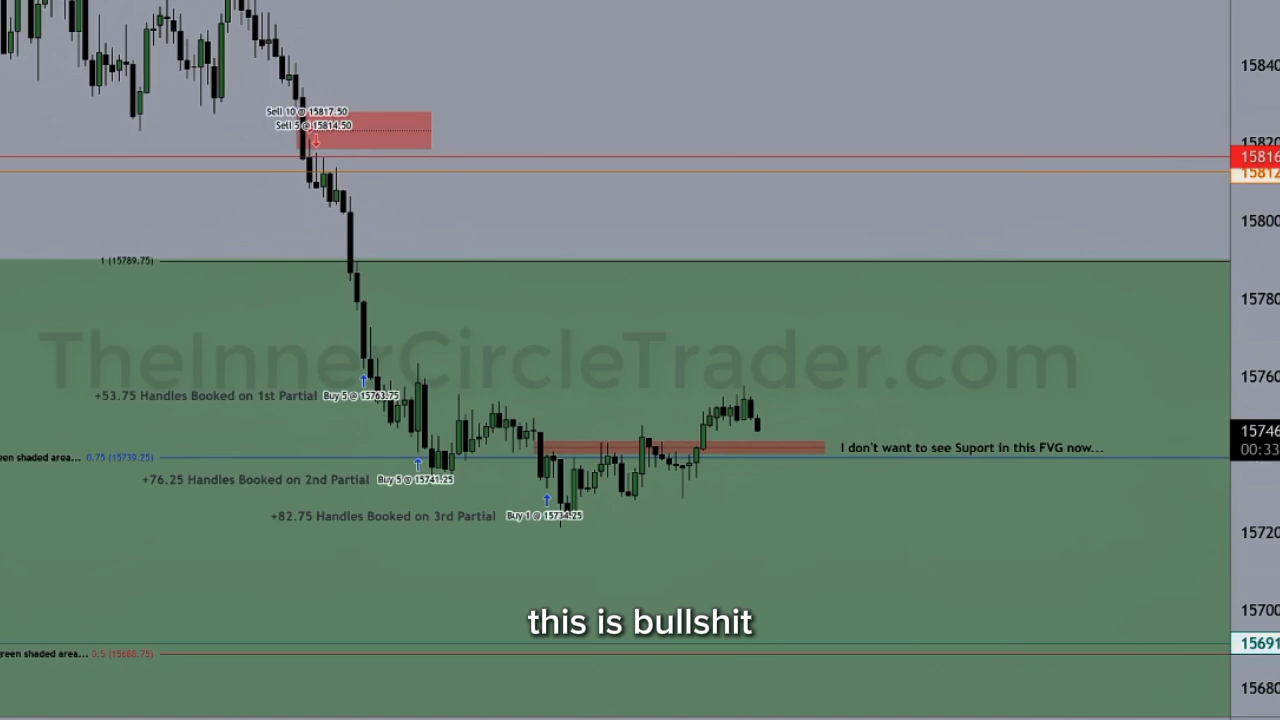 15840
Sell 10 @ 15817.50
Sell 5 @ 15814.50
15820
15816
15812
15800
1 (15789.75)
15780
TheInnerCircleTrader.com
15760
+53.75 Handles Booked on 1st Partial Buy 5 @ 15763.75
15746
00:33
I don't want to see Suport in this FVG now...
een shaded area... 0.75 (15739.25)
+76.25 Handles Booked on 2nd Partial Buy 5 @ 15741.25
+82.75 Handles Booked on 3rd Partial Buy 1 @ 15734.25
15720
15700
this is bullshit
15691
reen shaded area... 0.5 (15688.75)
15680